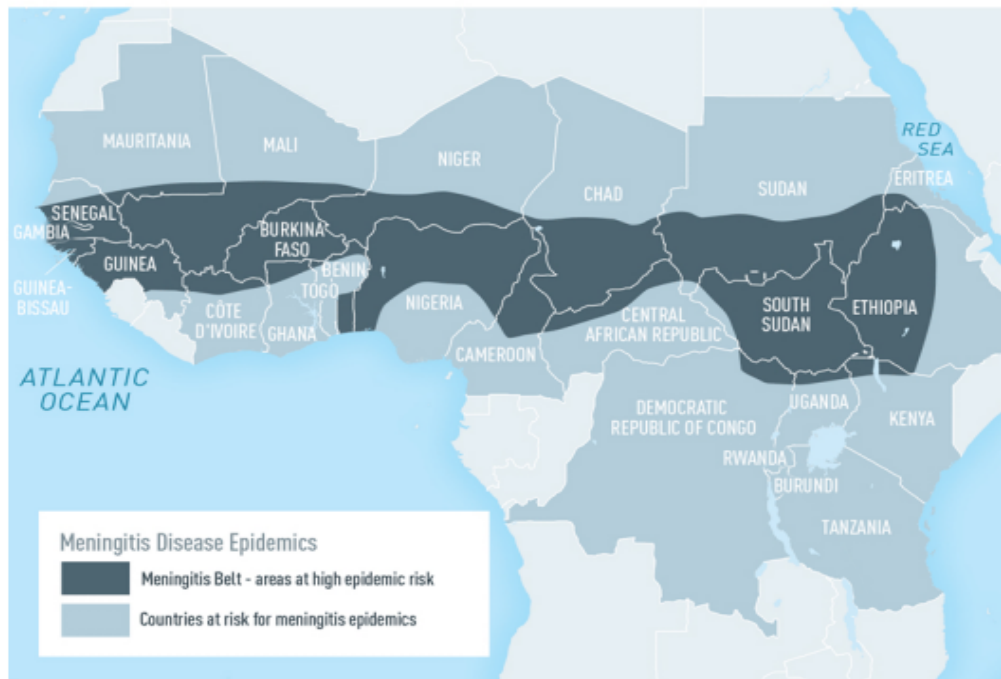 RED
SEA
MAURITANIA
MALI
NIGER
CHAD
SUDAN
ERITREA
SENEGAL
GAMBIA
GUINEA
GUINEA-
BISSAU
BURKINA
FASO
BENIN
TOGO
CÔTE
D'IVOIRE
GHANA
NIGERIA
CAMEROON
CENTRAL
AFRICAN REPUBLIC
SOUTH
SUDAN
ETHIOPIA
ATLANTIC
OCEAN
DEMOCRATIC
REPUBLIC OF CONGO
UGANDA
KENYA
RWANDA
BURUNDI
TANZANIA
Meningitis Disease Epidemics
Meningitis Belt - areas at high epidemic risk
Countries at risk for meningitis epidemics